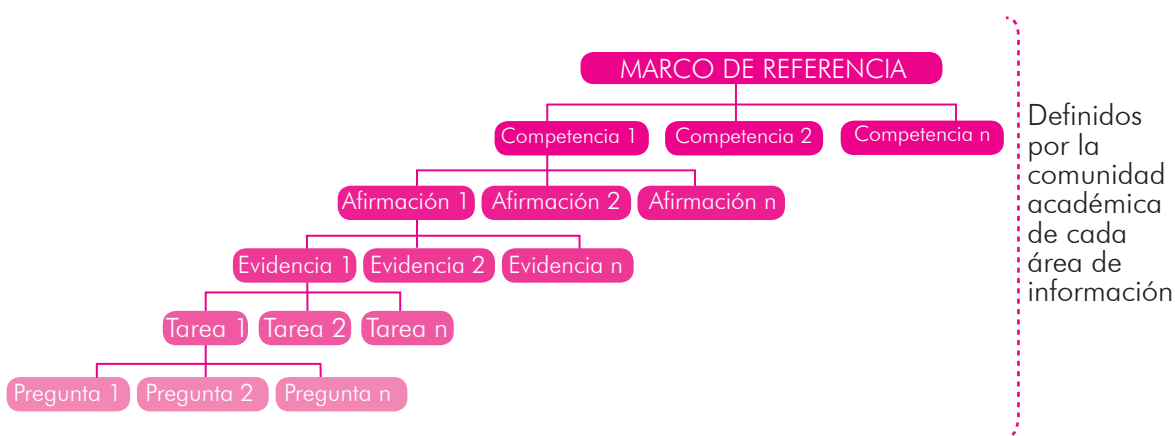 MARCO DE REFERENCIA
Competencia 1 Competencia 2 Competencia n
Afirmación 1 Afirmación 2 Afirmación n
Evidencia 1 Evidencia 2 Evidencia n
Tarea 1 Tarea 2 Tarea n
Pregunta 1 Pregunta 2 Pregunta n
Definidos
por la
comunidad
académica
de cada
área de
información